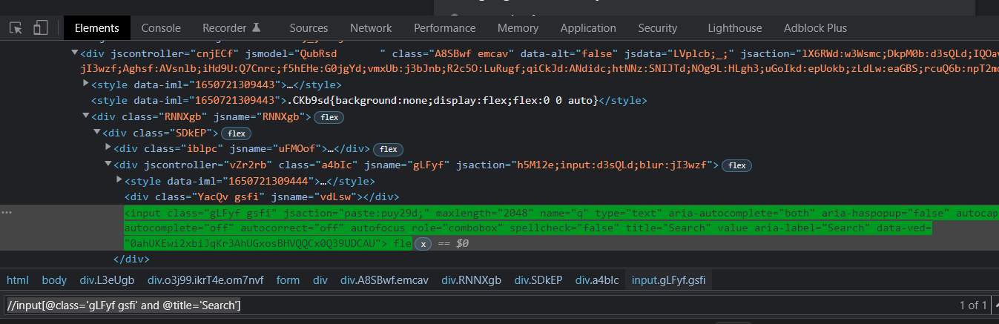 Elements Console Recorder Sources Network Performance Memory Application Security Lighthouse Adblock Plus
<div jscontroller="cnjECf" jsmodel="QubRsd " class="A8SBwf emcav" data-alt="false" jsdata="LVplcb;_;" jsaction="lX6RWd:w3Wsmc;DkpM0b:d3sQLd;IQOav
jI3wzf;Aghsf:AVsnlb;iHd9U:Q7Cnrc;f5hEHe:G0jgYd;vmxUb:j3bJnb;R2c5O:LuRugf;qiCkJd:ANdidc;htNNz:SNIJTd;NOg9L:HLgh3;uGoIkd:epUokb;zLdLw:eaGBS;rcuQ6b:npT2md
<style data-iml="1650721309443">…</style>
<style data-iml="1650721309443">.CKb9sd{background:none;display:flex;flex:0 0 auto}</style>
<div class="RNNXgb" jsname="RNNXgb"> flex
<div class="SDkEP"> flex
<div class="iblpc" jsname="uFMOof">…</div> flex
<div jscontroller="vZr2rb" class="a4bIc" jsname="gLFyf" jsaction="h5M12e;input:d3sQLd;blur:jI3wzf"> flex
<style data-iml="1650721309444">…</style>
<div class="YacQv gsfi" jsname="vdLsw"></div>
… <input class="gLFyf gsfi" jsaction="paste:puy29d;" maxlength="2048" name="q" type="text" aria-autocomplete="both" aria-haspopup="false" autocap
autocomplete="off" autocorrect="off" autofocus role="combobox" spellcheck="false" title="Search" value aria-label="Search" data-ved=
"0ahUKEwi2xbiJqKr3AhUGxosBHVQQCx0Q39UDCAU"> fle x == $0
</div>
html body div.L3eUgb div.o3j99.ikrT4e.om7nvf form div div.A8SBwf.emcav div.RNNXgb div.SDkEP div.a4bIc input.gLFyf.gsfi
//input[@class='gLFyf gsfi' and @title='Search'] 1 of 1